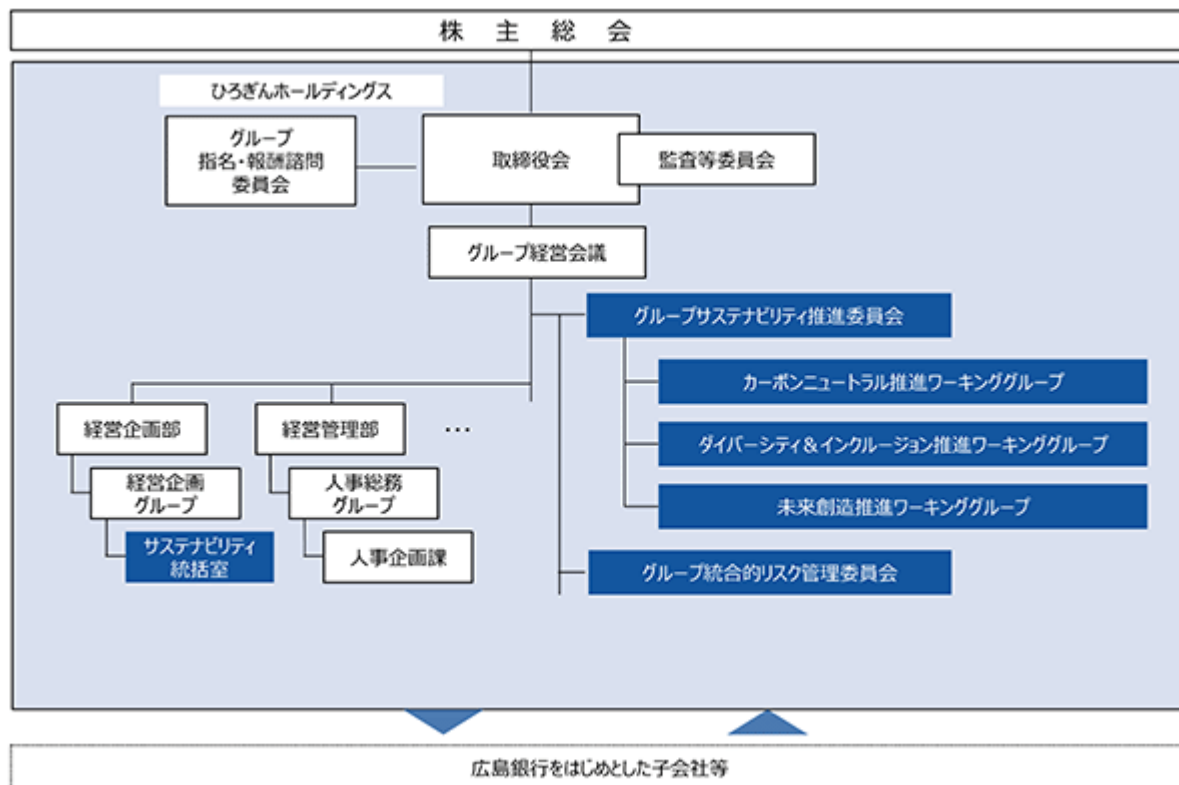 株 主 総 会
ひろぎんホールディングス
グループ
指名・報酬諮問
委員会
取締役会
監査等委員会
グループ経営会議
グループサステナビリティ推進委員会
カーボンニュートラル推進ワーキンググループ
経営企画部
経営管理部
…
ダイバーシティ&インクルージョン推進ワーキンググループ
経営企画
グループ
人事総務
グループ
未来創造推進ワーキンググループ
サステナビリティ
統括室
人事企画課
グループ統合的リスク管理委員会
広島銀行をはじめとした子会社等